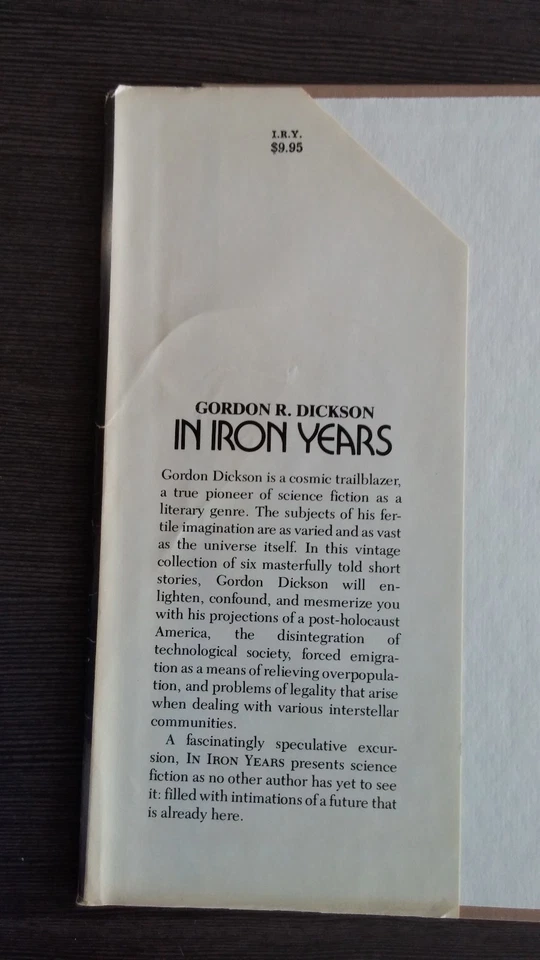 I.R.Y.
$9.95
GORDON R. DICKSON
IN IRON YEARS
Gordon Dickson is a cosmic trailblazer,
a true pioneer of science fiction as a
literary genre. The subjects of his fer-
tile imagination are as varied and as vast
as the universe itself. In this vintage
collection of six masterfully told short
stories, Gordon Dickson will en-
lighten, confound, and mesmerize you
with his projections of a post-holocaust
America, the disintegration of
technological society, forced emigra-
tion as a means of relieving overpopula-
tion, and problems of legality that arise
when dealing with various interstellar
communities.
A fascinatingly speculative excur-
sion, IN IRON YEARS presents science
fiction as no other author has yet to see
it: filled with intimations of a future that
is already here.